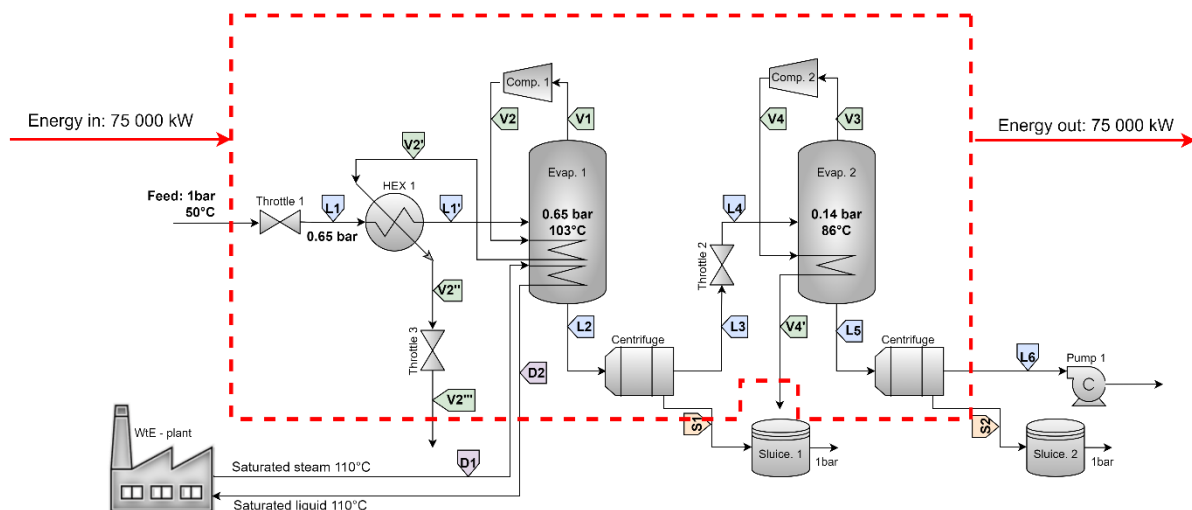 Energy in: 75 000 kW
Energy out: 75 000 kW
Comp. 1
Comp. 2
V2
V1
V4
V3
V2'
Feed: 1bar
50°C
Throttle 1
L1
0.65 bar
HEX 1
L1'
Evap. 1
0.65 bar
103°C
L4
Throttle 2
Evap. 2
0.14 bar
86°C
V2''
L2
Centrifuge
L3
V4'
L5
Centrifuge
L6
Pump 1
C
Throttle 3
D2
V2'''
WtE - plant
S1
Sluice. 1
1bar
S2
Sluice. 2
1bar
Saturated steam 110°C
D1
Saturated liquid 110°C